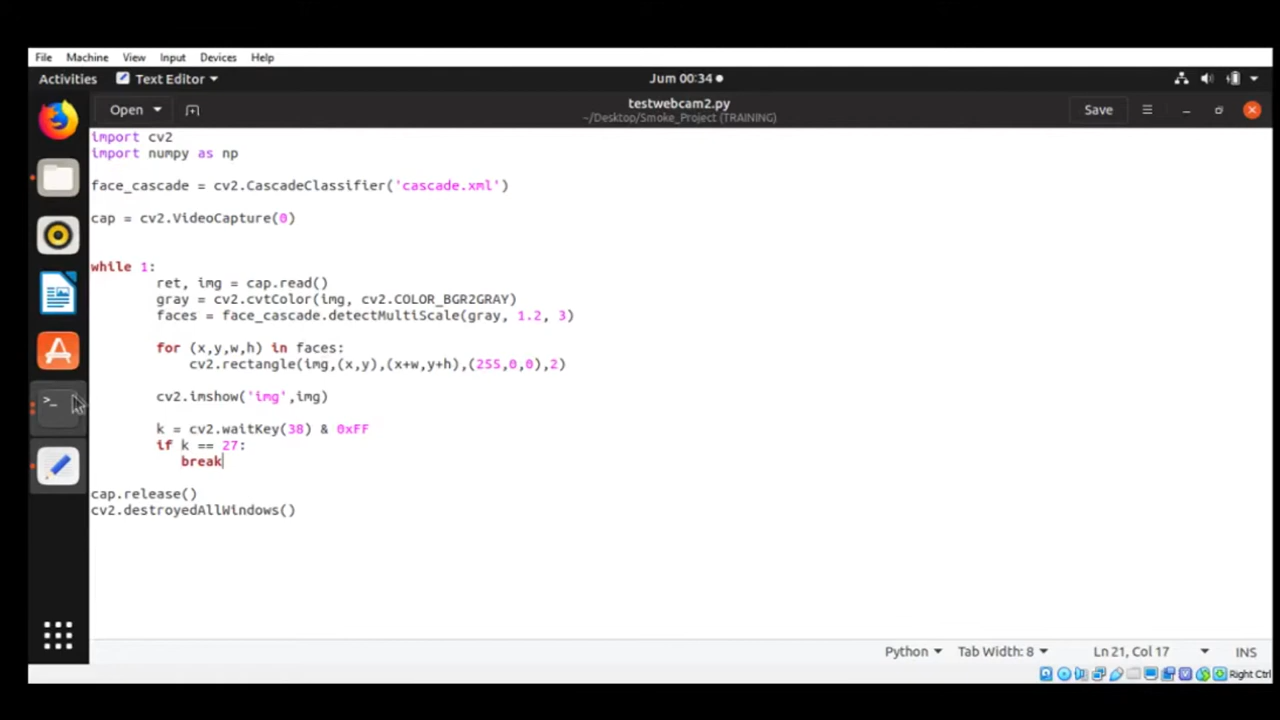 File Machine View Input Devices Help
Activities Text Editor Jum 00:34
Open testwebcam2.py Save
~/Desktop/Smoke_Project (TRAINING)
import cv2
import numpy as np
face_cascade = cv2.CascadeClassifier('cascade.xml')
cap = cv2.VideoCapture(0)
while 1:
ret, img = cap.read()
gray = cv2.cvtColor(img, cv2.COLOR_BGR2GRAY)
faces = face_cascade.detectMultiScale(gray, 1.2, 3)
for (x,y,w,h) in faces:
cv2.rectangle(img,(x,y),(x+w,y+h),(255,0,0),2)
cv2.imshow('img',img)
k = cv2.waitKey(38) & 0xFF
if k == 27:
break
cap.release()
cv2.destroyedAllWindows()
Python Tab Width: 8 Ln 21, Col 17 INS
Right Ctrl